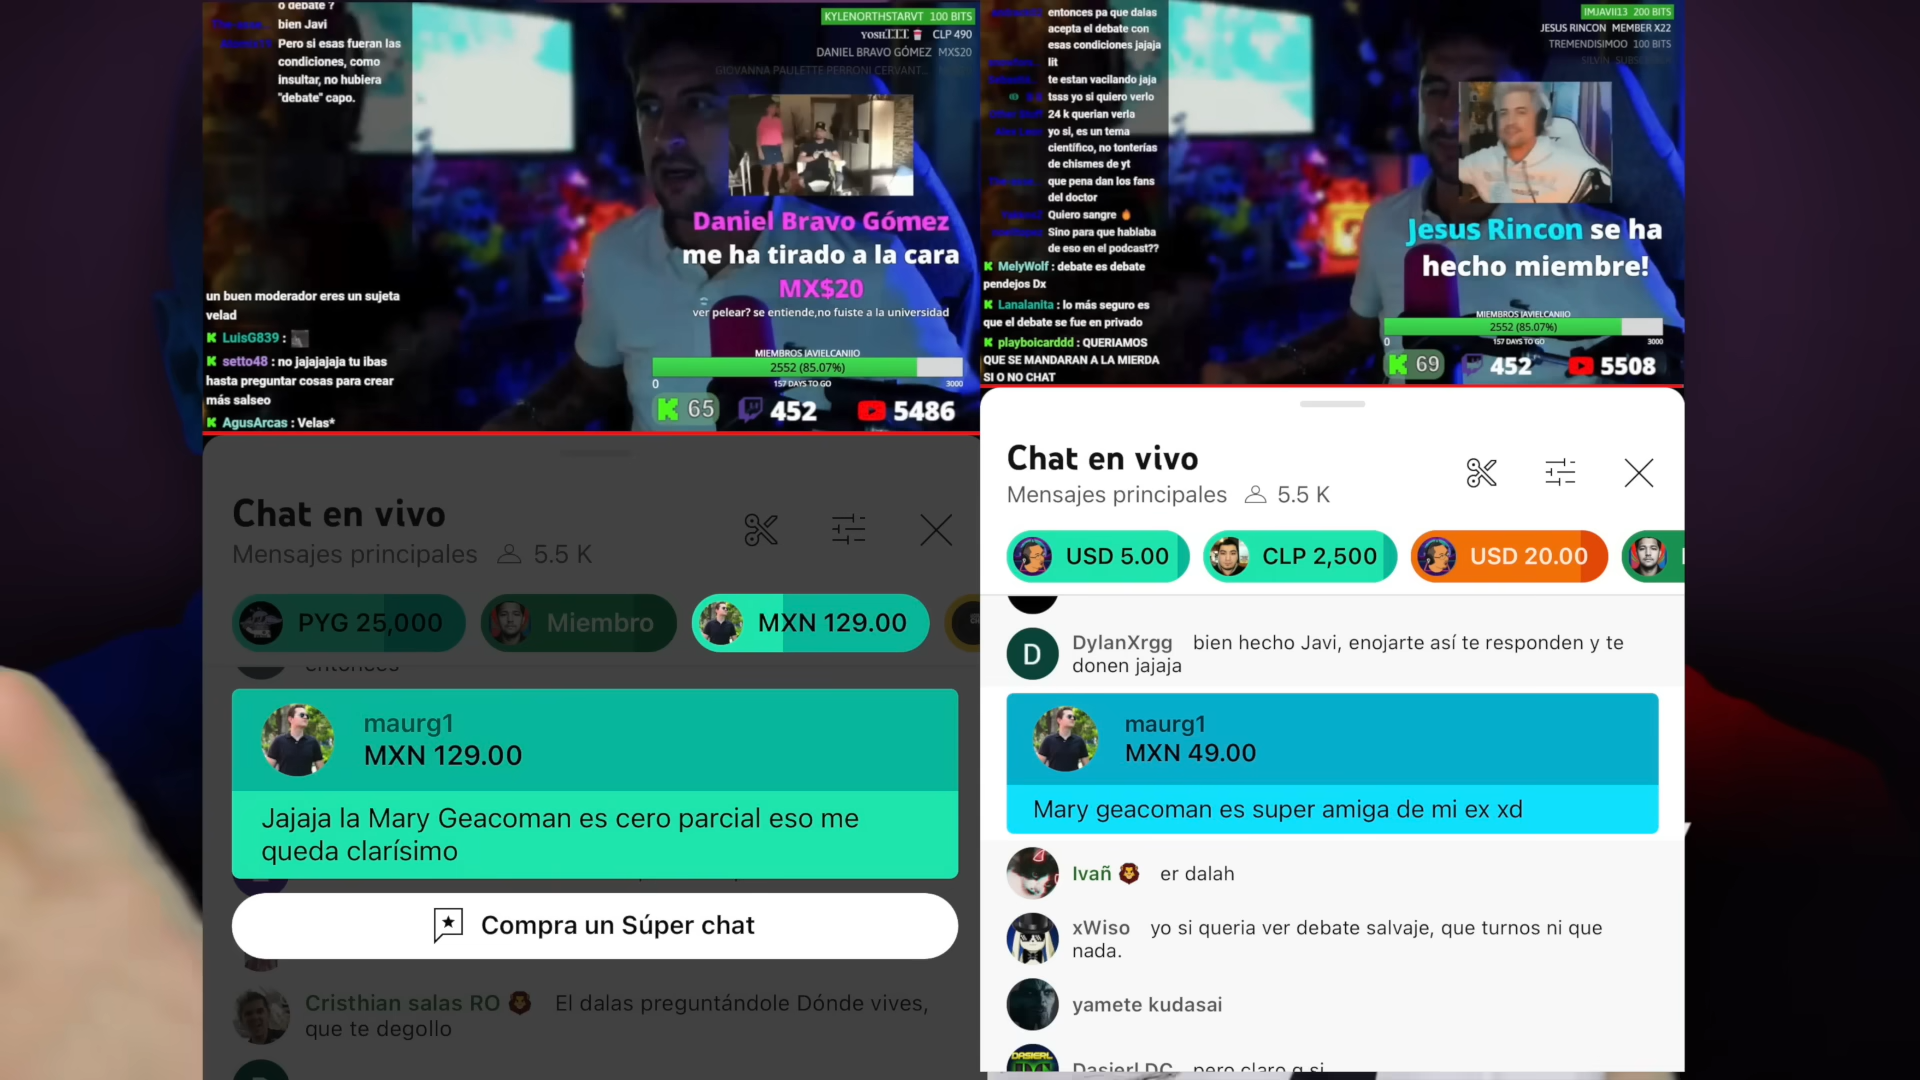 o debate ?
bien Javi
Pero si esas fueran las
condiciones, como
insultar, no hubiera
"debate" capo.
KYLENORTHSTARVT 100 BITS
YOSHIIII CLP 490
DANIEL BRAVO GÓMEZ MX$20
GIOVANNA PAULETTE PERRONI CERVANT...
Daniel Bravo Gómez
me ha tirado a la cara
MX$20
ver pelear? se entiende,no fuiste a la universidad
un buen moderador eres un sujeta
velad
LuisG839 :
setto48 : no jajajajaja tu ibas
hasta preguntar cosas para crear
más salseo
AgusArcas : Velas*
MIEMBROS JAVIELCANIJO
2552 (85.07%)
0 157 DAYS TO GO 3000
65 452 5486
Chat en vivo
Mensajes principales 5.5 K
PYG 25,000 Miembro MXN 129.00
entonces
maurg1
MXN 129.00
Jajaja la Mary Geacoman es cero parcial eso me
queda clarísimo
Compra un Súper chat
Cristhian salas RO El dalas preguntándole Dónde vives,
que te degollo
entonces pa que dalas
acepta el debate con
esas condiciones jajaja
lit
te estan vacilando jaja
tsss yo si quiero verlo
24 k querian verla
yo si, es un tema
científico, no tonterías
de chismes de yt
que pena dan los fans
del doctor
Quiero sangre
Sino para que hablaba
de eso en el podcast??
MelyWolf : debate es debate
pendejos Dx
Lanalanita : lo más seguro es
que el debate se fue en privado
playboicarddd : QUERIAMOS
QUE SE MANDARAN A LA MIERDA
SI O NO CHAT
IMJAVII13 200 BITS
JESUS RINCON MEMBER X22
TREMENDISIMOO 100 BITS
Jesus Rincon se ha
hecho miembre!
MIEMBROS JAVIELCANIJO
2552 (85.07%)
0 157 DAYS TO GO 3000
69 452 5508
Chat en vivo
Mensajes principales 5.5 K
USD 5.00 CLP 2,500 USD 20.00
DylanXrgg bien hecho Javi, enojarte así te responden y te
donen jajaja
maurg1
MXN 49.00
Mary geacoman es super amiga de mi ex xd
Ivañ er dalah
xWiso yo si queria ver debate salvaje, que turnos ni que
nada.
yamete kudasai
Dasierl DC pero claro q si